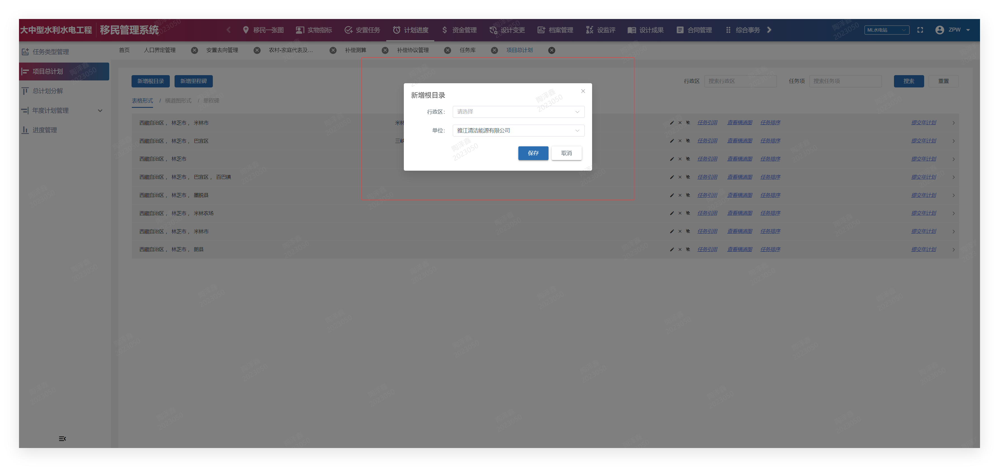 大中型水利水电工程 移民管理系统 移民一张图 实物指标 安置任务 计划进度 资金管理 设计变更 档案管理 设监评 设计成果 合同管理 综合事务 ML水电站 ZPW
任务类型管理
项目总计划
总计划分解
年度计划管理
进度管理
首页 人口界定管理 安置去向管理 农村-家庭代表及... 补偿测算 补偿协议管理 任务库 项目总计划
新增根目录 新增里程碑 行政区 搜索行政区 任务项 搜索任务项 搜索 重置
表格形式 / 横道图形式 / 里程碑
新增根目录
行政区: 请选择
单位: 雅江清洁能源有限公司
保存 取消
西藏自治区, 林芝市, 米林市 米林 任务引用 查看横道图 任务排序 提交年计划
西藏自治区, 林芝市, 巴宜区 三峡 任务引用 查看横道图 任务排序 提交年计划
西藏自治区, 林芝市 任务引用 查看横道图 任务排序 提交年计划
西藏自治区, 林芝市, 巴宜区, 百巴镇 任务引用 查看横道图 任务排序 提交年计划
西藏自治区, 林芝市, 墨脱县 任务引用 查看横道图 任务排序 提交年计划
西藏自治区, 林芝市, 米林农场 任务引用 查看横道图 任务排序 提交年计划
西藏自治区, 林芝市, 米林市 任务引用 查看横道图 任务排序 提交年计划
西藏自治区, 林芝市, 朗县 任务引用 查看横道图 任务排序 提交年计划
陶泽鑫
2023050